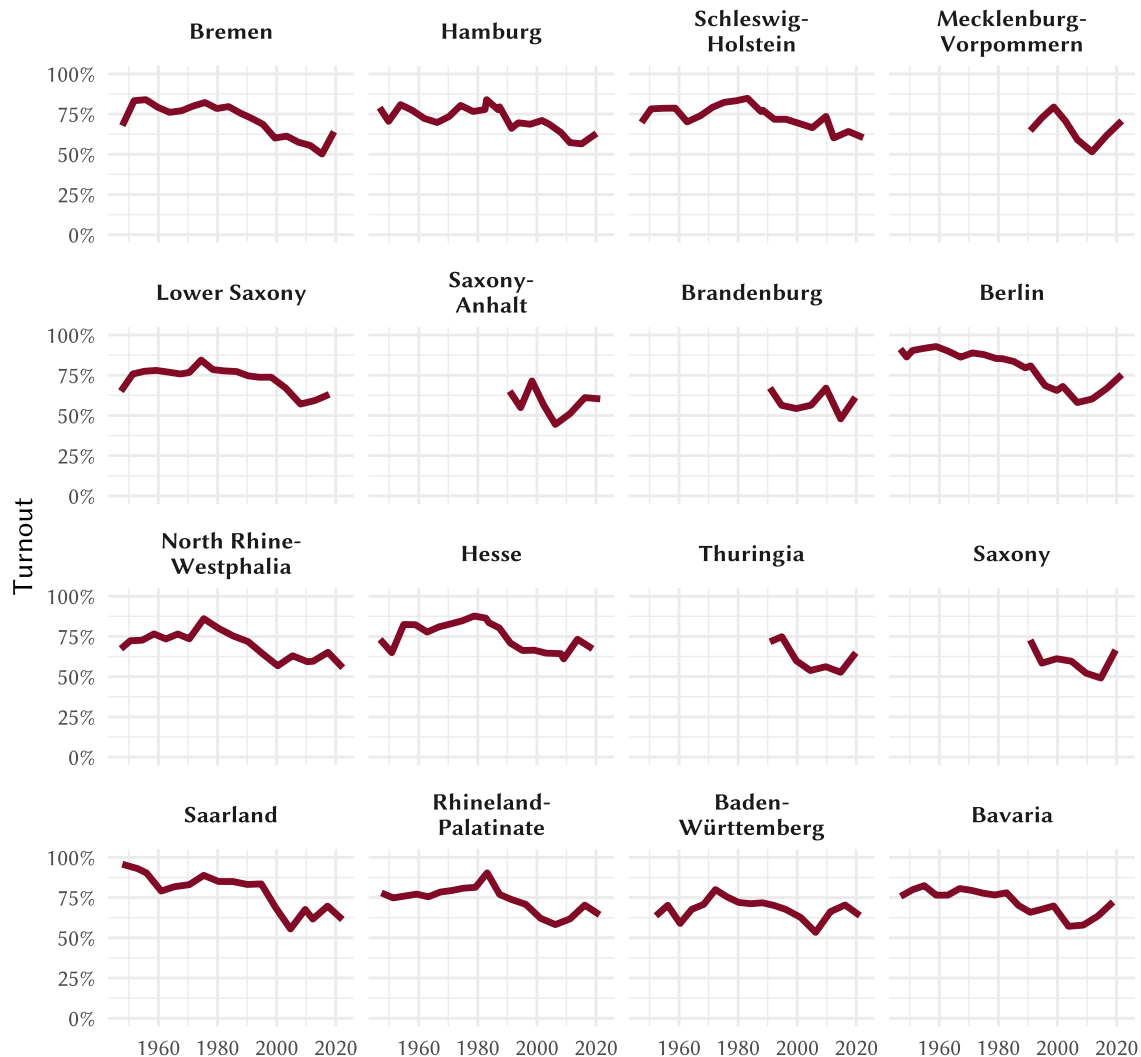 Bremen
Hamburg
Schleswig-
Holstein
Mecklenburg-
Vorpommern
100%
75%
50%
25%
0%
Lower Saxony
Saxony-
Anhalt
Brandenburg
Berlin
100%
75%
50%
25%
0%
Turnout
North Rhine-
Westphalia
Hesse
Thuringia
Saxony
100%
75%
50%
25%
0%
Saarland
Rhineland-
Palatinate
Baden-
Württemberg
Bavaria
100%
75%
50%
25%
0%
1960 1980 2000 2020
1960 1980 2000 2020
1960 1980 2000 2020
1960 1980 2000 2020